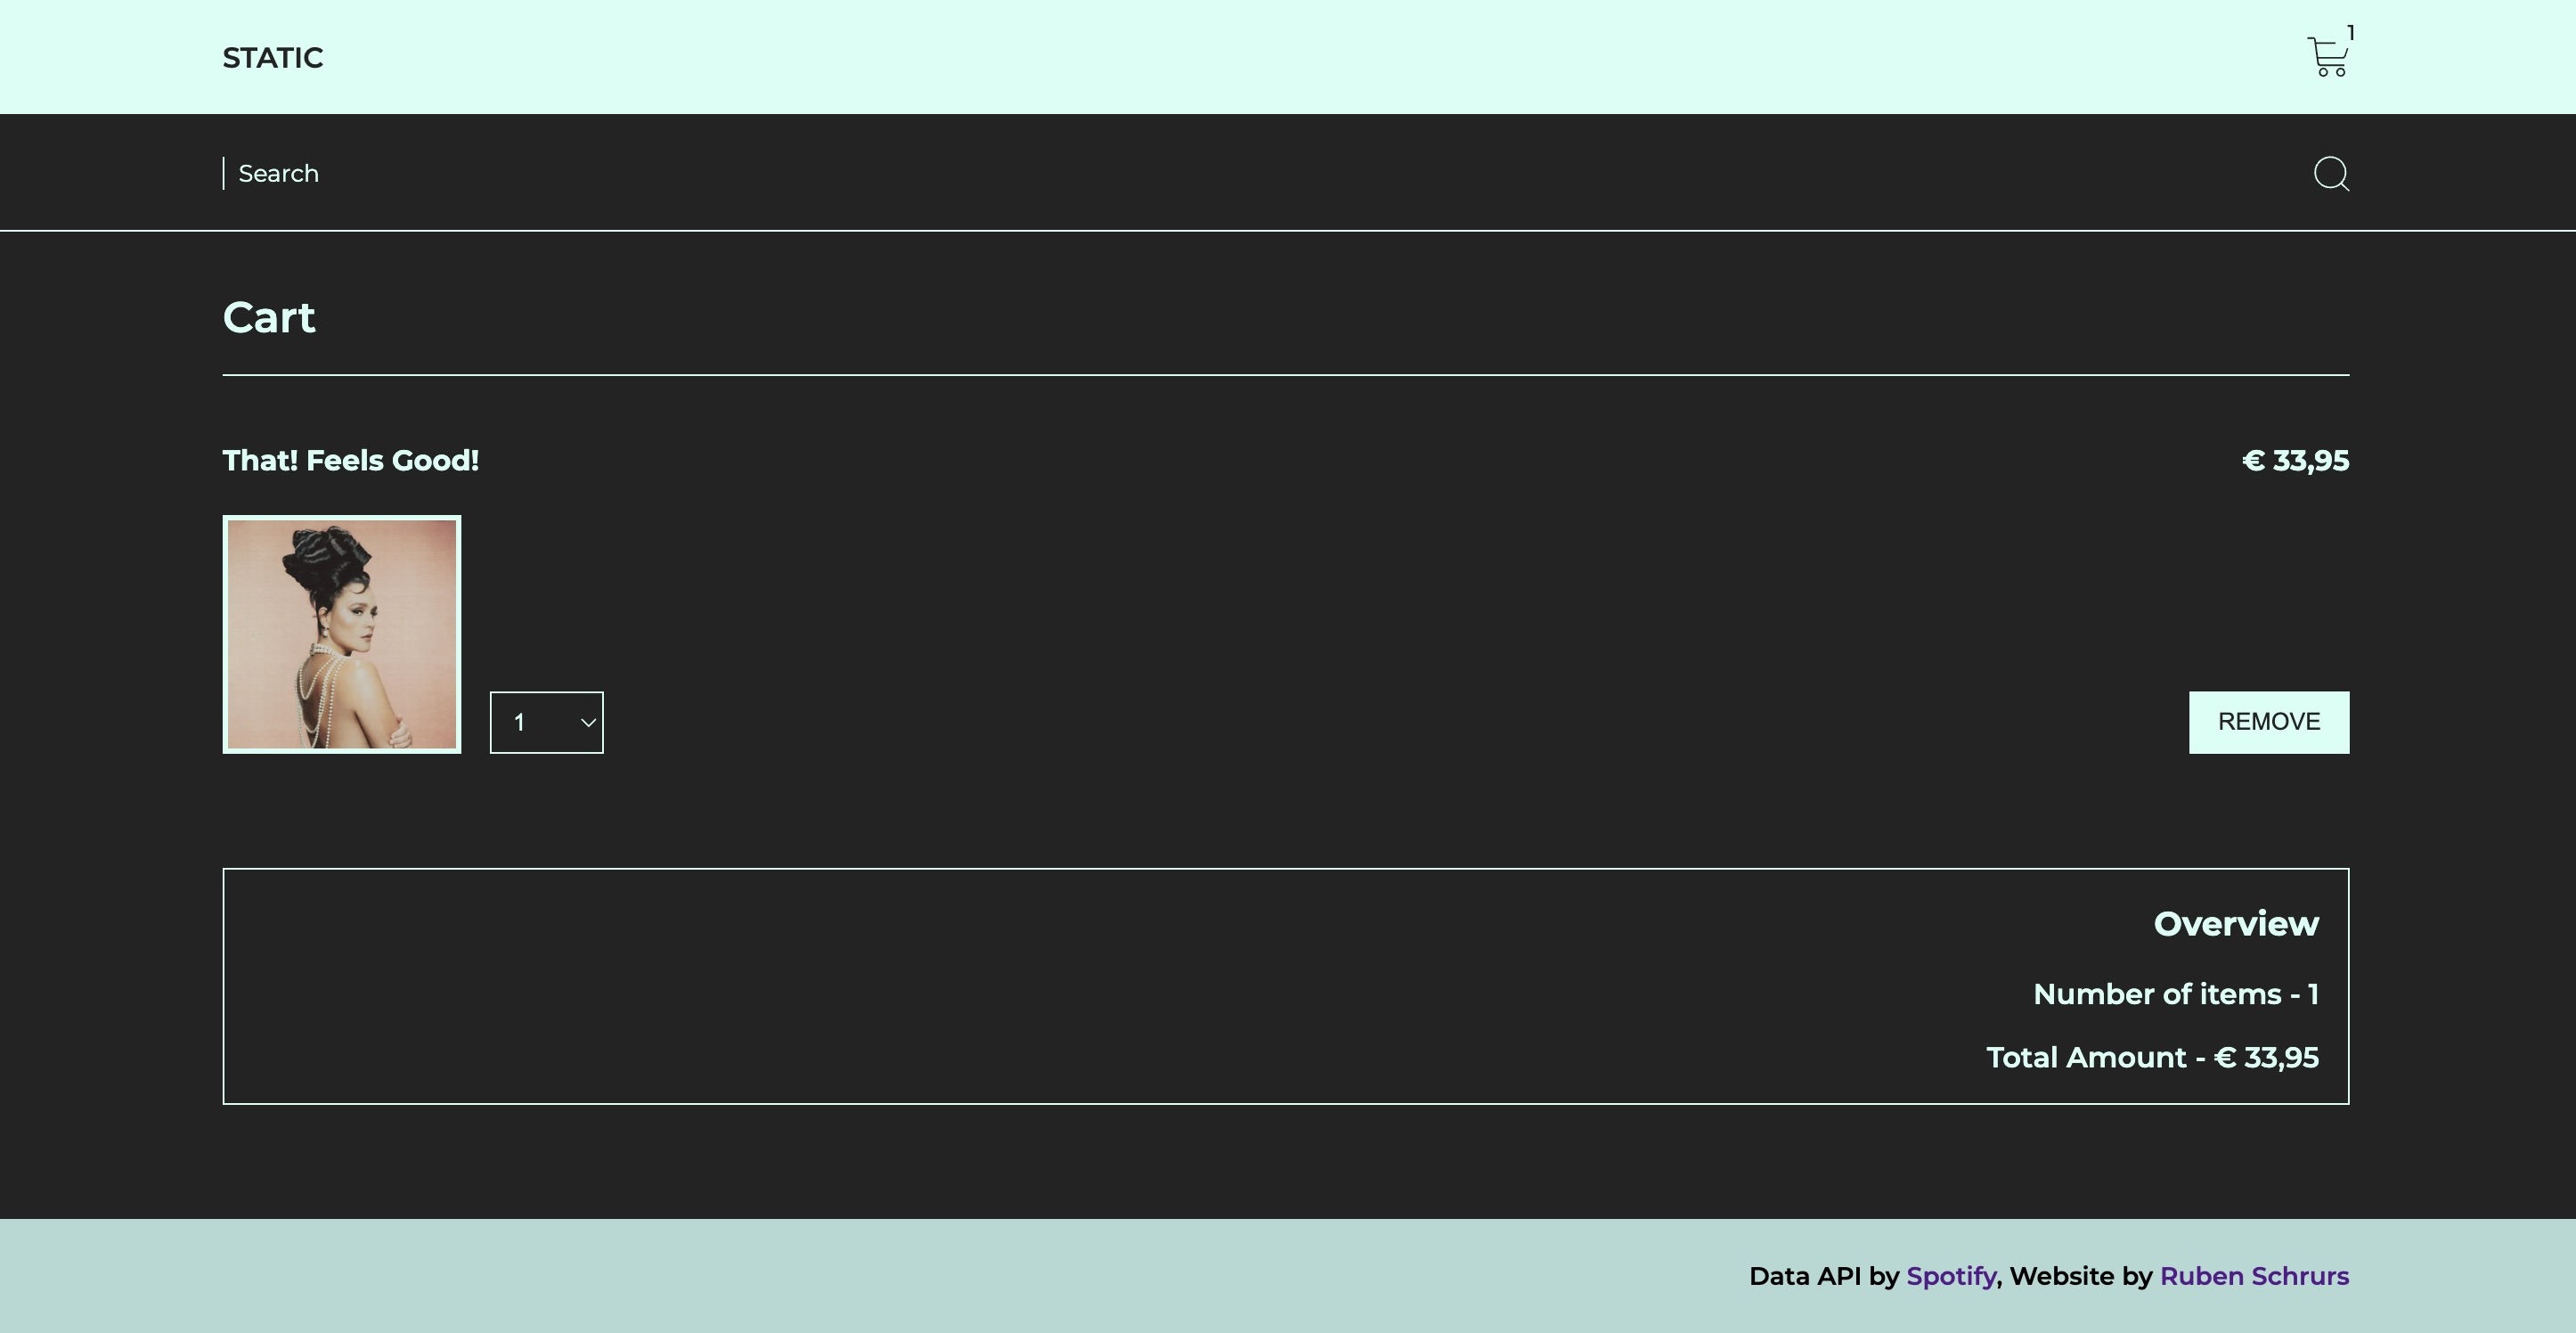 STATIC
1
Search
Cart
That! Feels Good!
€ 33,95
1
REMOVE
Overview
Number of items - 1
Total Amount - € 33,95
Data API by Spotify, Website by Ruben Schrurs